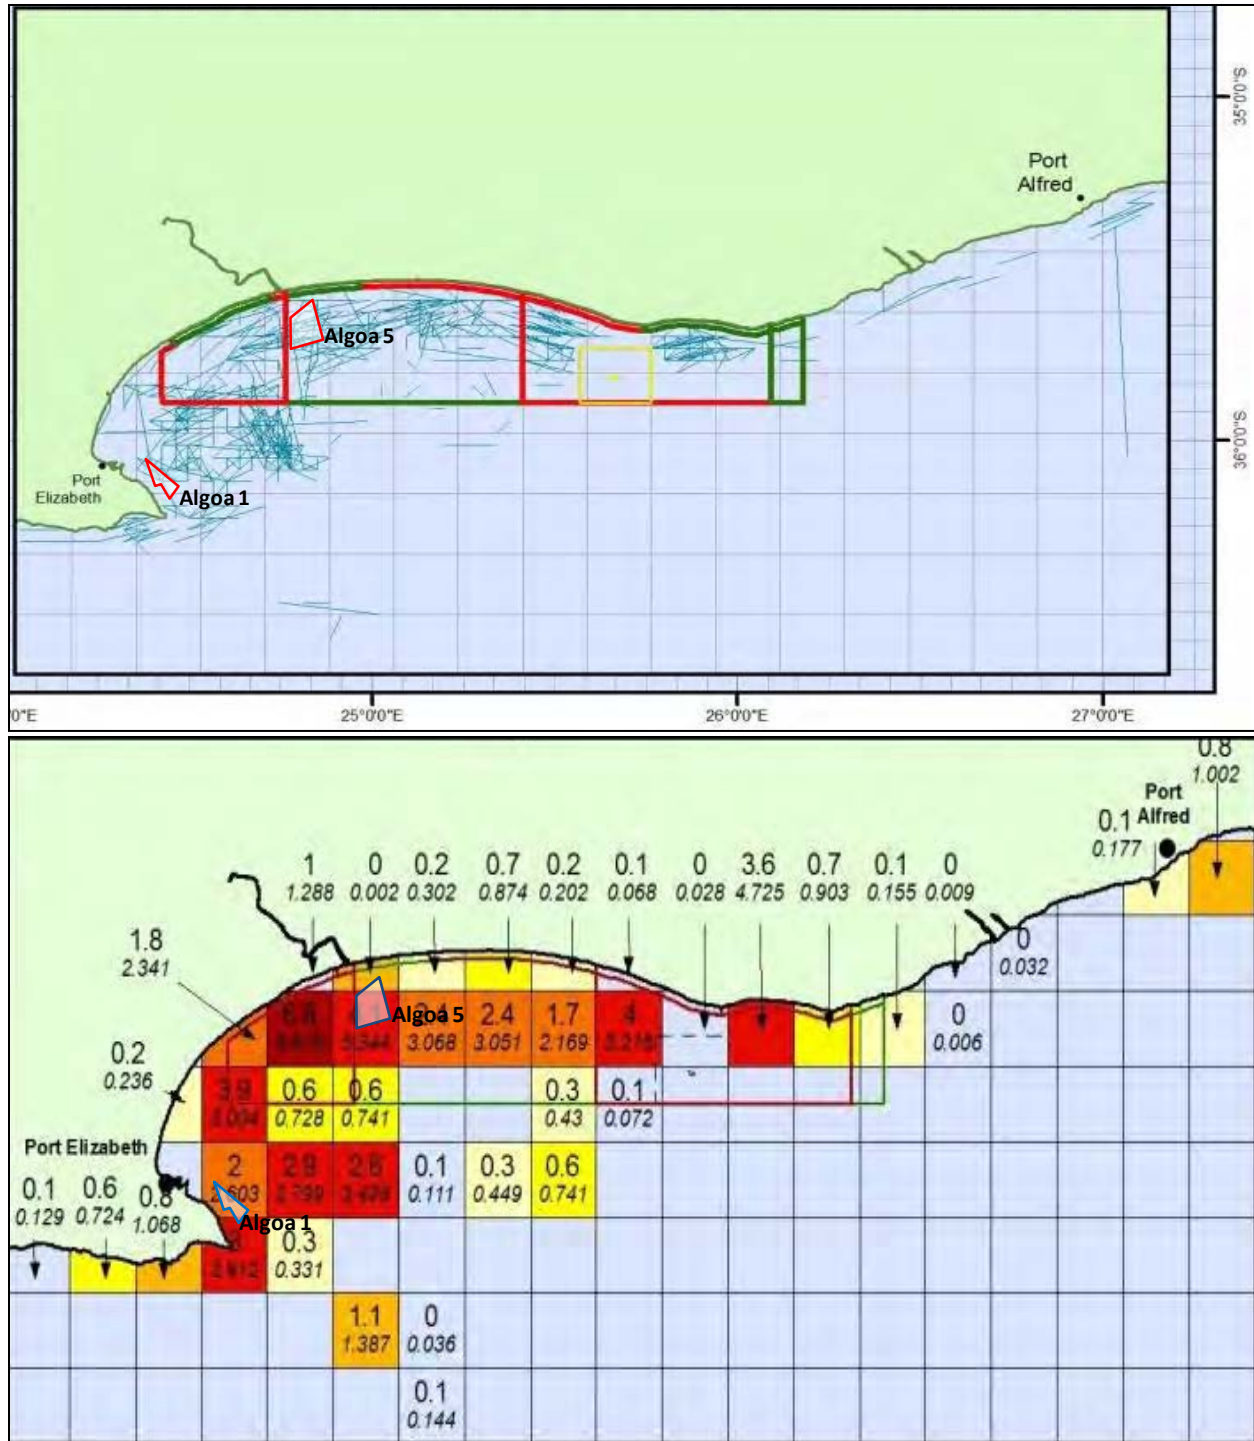 35°0'0"S
Port
Alfred
Algoa 5
36°0'0"S
Port
Elizabeth
Algoa 1
0'E
25°0'0"E
26°0'0"E
27°0'0"E
0.8
1.002
Port
Alfred
0.1
0.177
1 0 0.2 0.7 0.2 0.1 0 3.6 0.7 0.1 0
1.288 0.002 0.302 0.874 0.202 0.068 0.028 4.725 0.903 0.155 0.009
1.8
2.341
0
0.032
Algoa 5 2.4 1.7 4 0
3.068 3.051 2.169 0.006
0.2
0.236
3.9 0.6 0.6 0.3 0.1
0.728 0.741 0.43 0.072
Port Elizabeth
2 2.9 2.6 0.1 0.3 0.6
0.111 0.449 0.741
0.1 0.6 0.8
0.129 0.724 1.068
Algoa 1
0.3
0.331
1.1 0
1.387 0.036
0.1
0.144